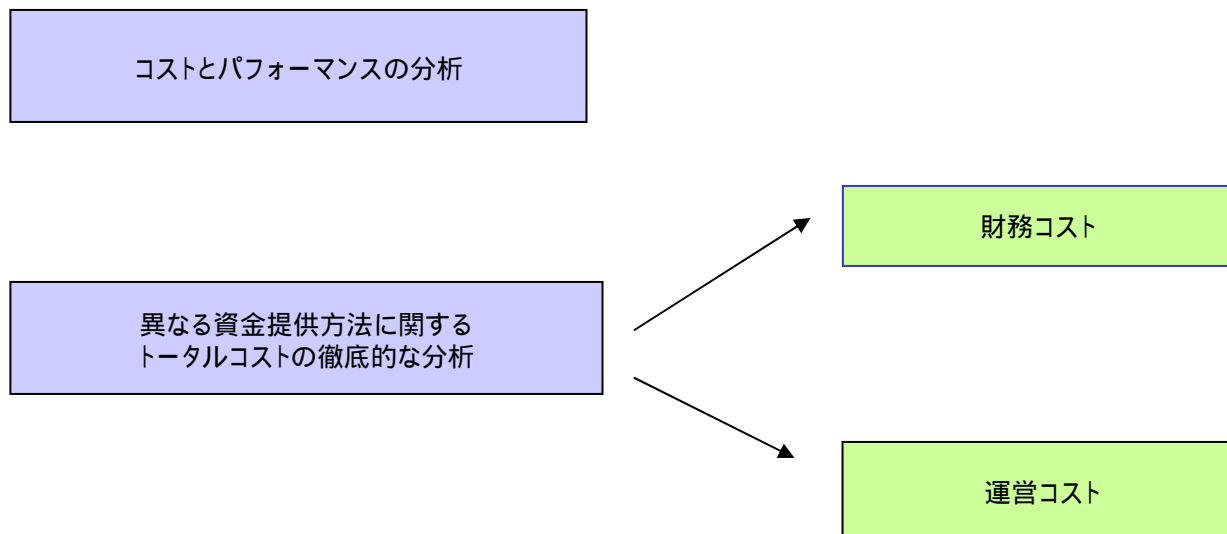 コストとパフォーマンスの分析
財務コスト
異なる資金提供方法に関する
トータルコストの徹底的な分析
運営コスト